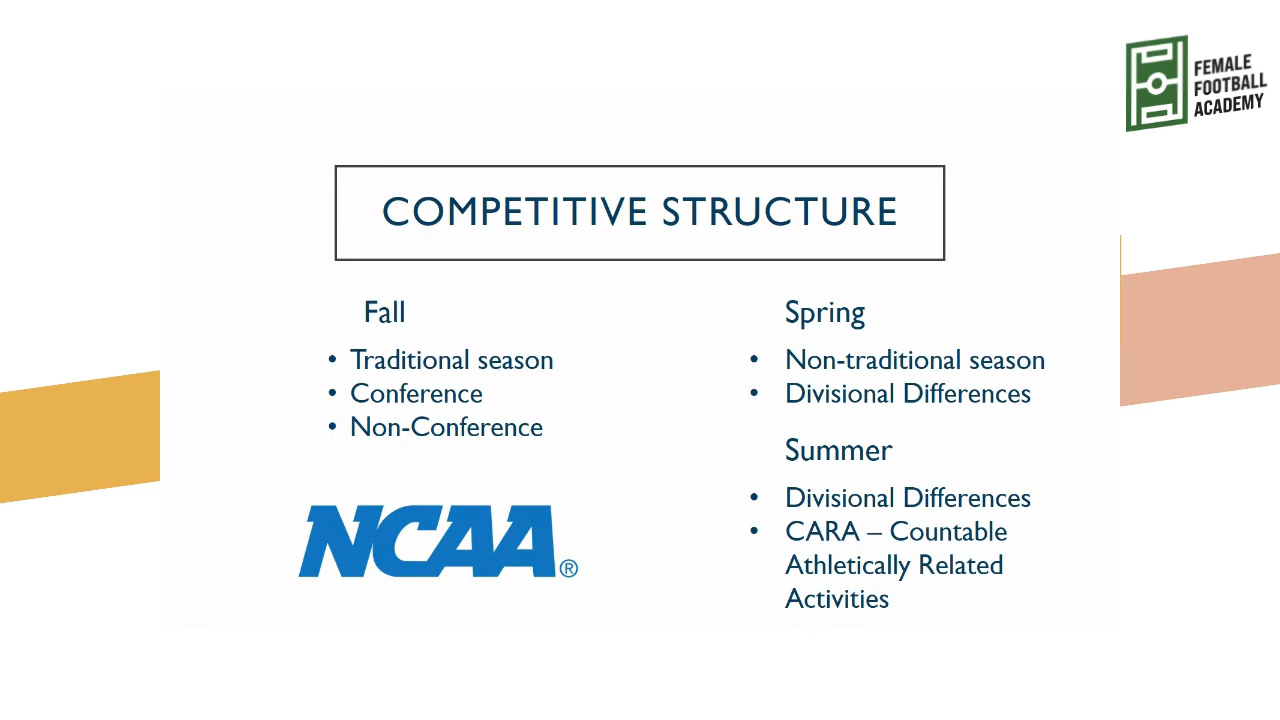 FEMALE
FOOTBALL
ACADEMY
COMPETITIVE STRUCTURE
Fall
• Traditional season
• Conference
• Non-Conference
NCAA®
Spring
• Non-traditional season
• Divisional Differences
Summer
• Divisional Differences
• CARA – Countable
Athletically Related
Activities